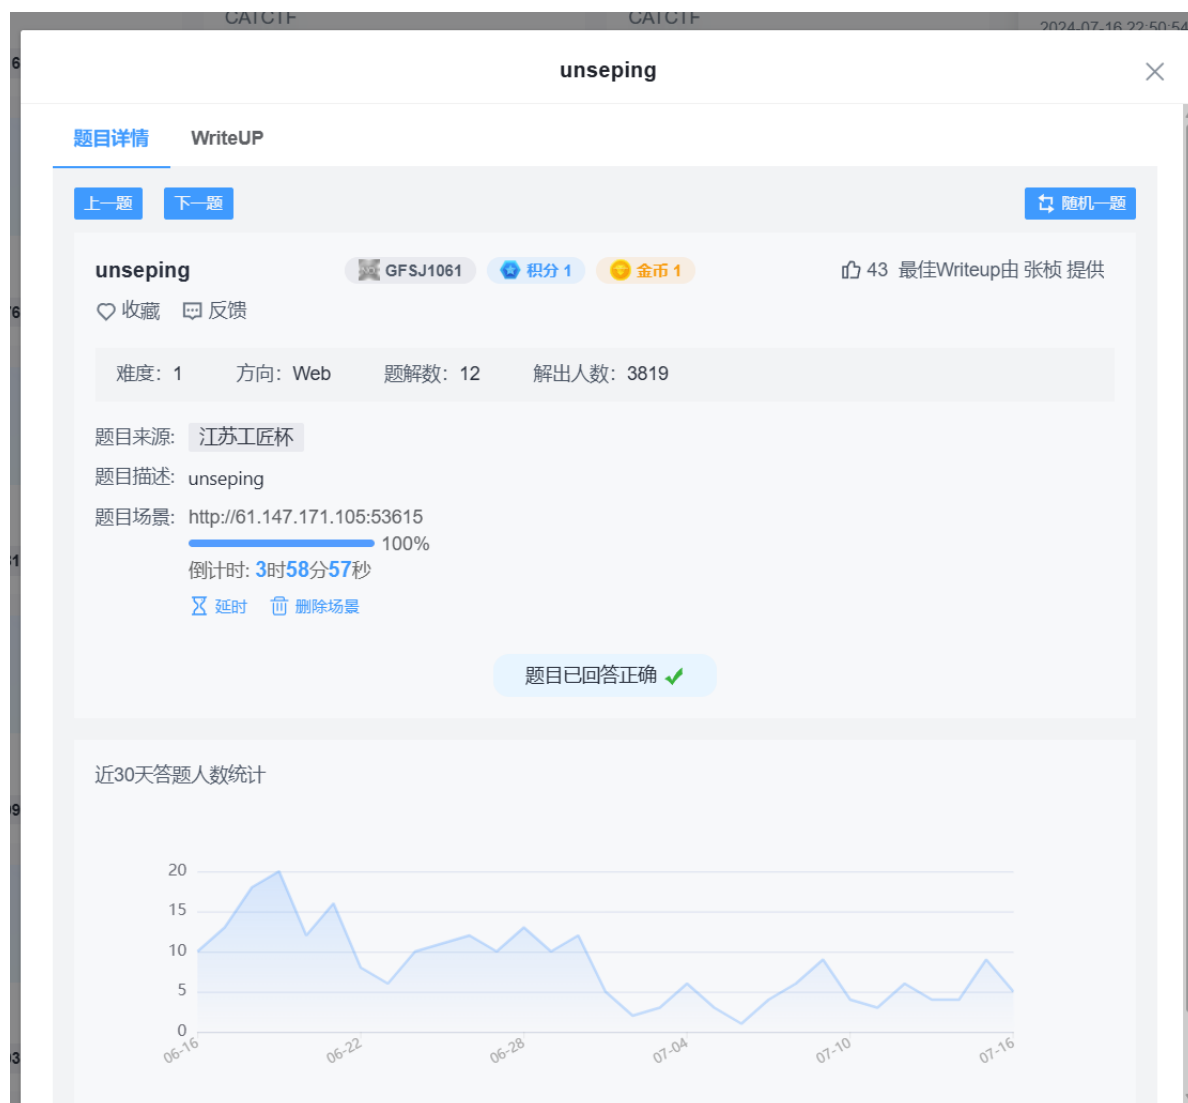 CATCTF
CATCTF
2024-07-16 22:50:54
unseping
题目详情
WriteUP
上一题
下一题
随机一题
unseping
GFSJ1061
积分 1
金币 1
43 最佳Writeup由 张桢 提供
收藏
反馈
难度：1
方向：Web
题解数：12
解出人数：3819
题目来源:
江苏工匠杯
题目描述:
unseping
题目场景:
http://61.147.171.105:53615
100%
倒计时: 3时58分57秒
延时
删除场景
题目已回答正确
近30天答题人数统计
20
15
10
5
0
06-16
06-22
06-28
07-04
07-10
07-16